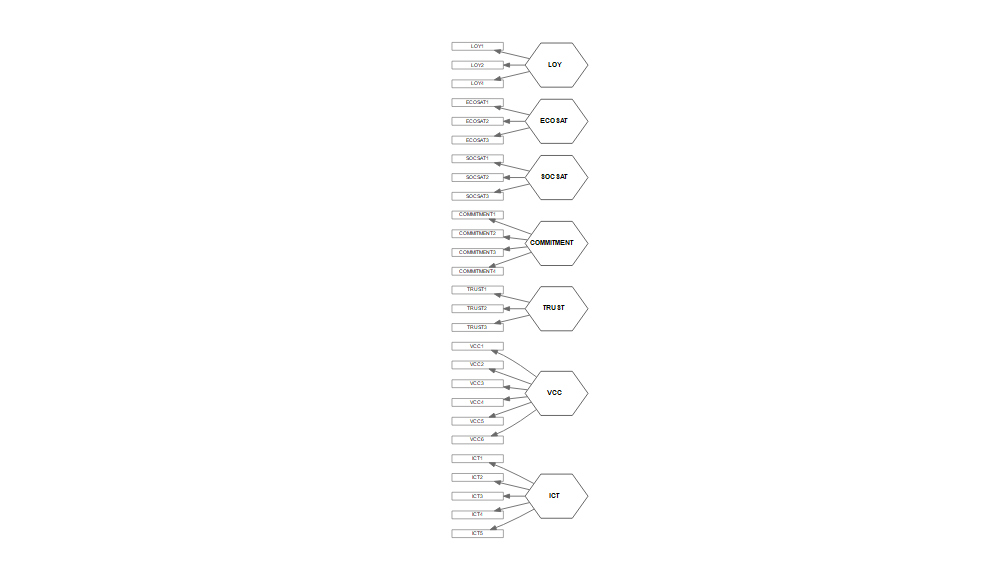 LOY1
LOY2
LOY4
LOY
ECOSAT1
ECOSAT2
ECOSAT3
ECOSAT
SOCSAT1
SOCSAT2
SOCSAT3
SOCSAT
COMMITMENT1
COMMITMENT2
COMMITMENT3
COMMITMENT4
COMMITMENT
TRUST1
TRUST2
TRUST3
TRUST
VCC1
VCC2
VCC3
VCC4
VCC5
VCC6
VCC
ICT1
ICT2
ICT3
ICT4
ICT5
ICT